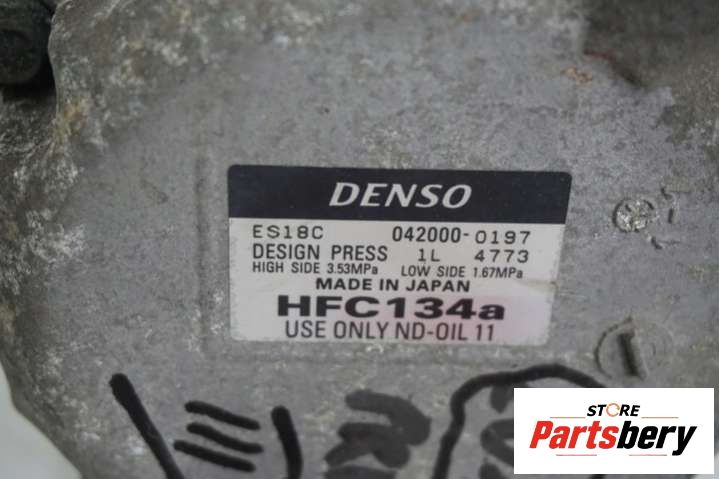 DENSO
ES18C 042000-0197
DESIGN PRESS 1L 4773
HIGH SIDE 3.53MPa LOW SIDE 1.67MPa
MADE IN JAPAN
HFC134a
USE ONLY ND-OIL 11
STORE
Partsbery